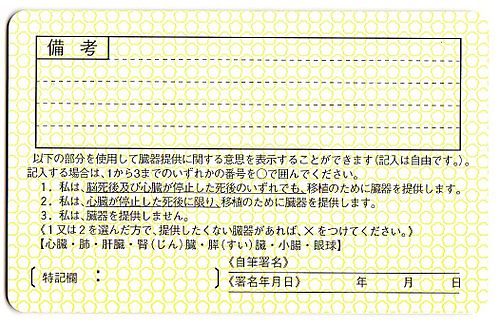 備考
以下の部分を使用して臓器提供に関する意思を表示することができます(記入は自由です。)。
記入する場合は、1から3までのいずれかの番号を○で囲んでください。
1. 私は、脳死後及び心臓が停止した死後のいずれでも、移植のために臓器を提供します。
2. 私は、心臓が停止した死後に限り、移植のために臓器を提供します。
3. 私は、臓器を提供しません。
《1又は2を選んだ方で、提供したくない臓器があれば、×をつけてください。》
【心臓・肺・肝臓・腎(じん)臓・膵(すい)臓・小腸・眼球】
〔特記欄: 〕
《自筆署名》
《署名年月日》 年 月 日